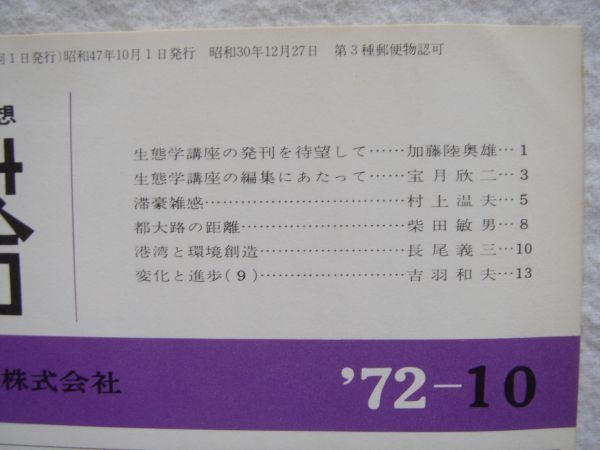 回1日発行)昭和47年10月1日発行 昭和30年12月27日 第3種郵便物認可
想
生態学講座の発刊を待望して……加藤陸奥雄…1
生態学講座の編集にあたって……宝月欣二…3
滞豪雑感……………………………村上温夫…5
都大路の距離………………………柴田敏男…8
港湾と環境創造……………………長尾義三…10
変化と進歩(9)……………………吉羽和夫…13
株式会社
'72-10